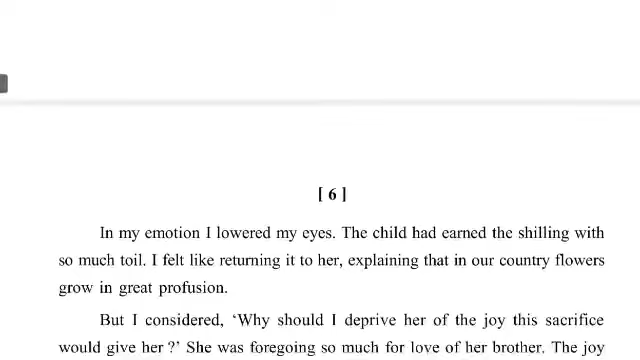 [ 6 ]
In my emotion I lowered my eyes. The child had earned the shilling with
so much toil. I felt like returning it to her, explaining that in our country flowers
grow in great profusion.
But I considered, ‘Why should I deprive her of the joy this sacrifice
would give her ?’ She was foregoing so much for love of her brother. The joy